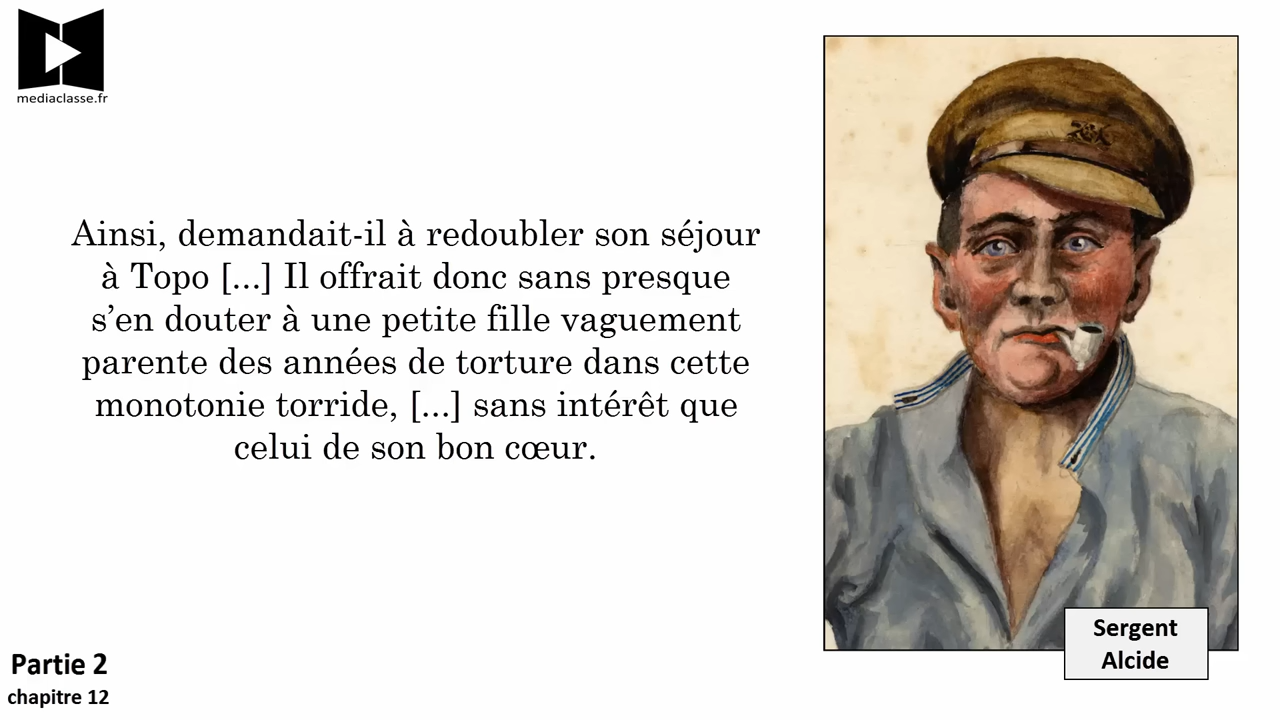 mediaclasse.fr
Ainsi, demandait-il à redoubler son séjour
à Topo [...] Il offrait donc sans presque
s’en douter à une petite fille vaguement
parente des années de torture dans cette
monotonie torride, [...] sans intérêt que
celui de son bon cœur.
Sergent
Alcide
Partie 2
chapitre 12